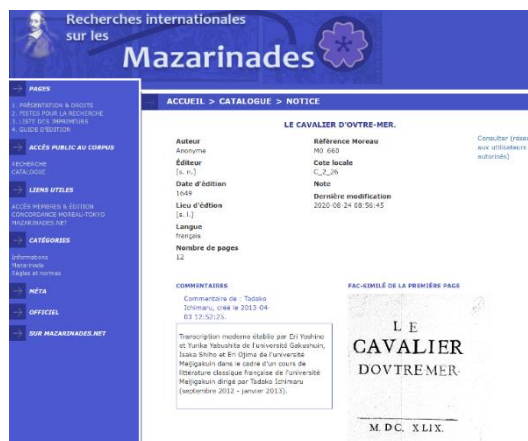 Recherches internationales
sur les
Mazarinades
PAGES
1. PRÉSENTATION & DROITS
2. PISTES POUR LA RECHERCHE
3. LISTE DES IMPRIMEURS
4. GUIDE D'ÉDITION
ACCÈS PUBLIC AU CORPUS
RECHERCHE
CATALOGUE
LIENS UTILES
ACCÈS MEMBRES & ÉDITION
CONCORDANCE MOREAU-TOKYO
MAZARINADES.NET
CATÉGORIES
Informations
Mazarinade
Règles et normes
MÉTA
OFFICIEL
SUR MAZARINADES.NET
ACCUEIL > CATALOGUE > NOTICE
LE CAVALIER D'OVTRE-MER.
Auteur
Anonyme
Éditeur
[s. n.]
Date d'édition
1649
Lieu d'édtion
[s. l.]
Langue
français
Nombre de pages
12
Référence Moreau
M0_660
Cote locale
C_2_26
Note
Dernière modification
2020-08-24 08:56:45
Consulter (réser
aux utilisateurs
autorisés)
COMMENTAIRES
Commentaire de : Tadako
Ichimaru, créé le 2013-04-
03 12:52:25.
Transcription moderne établie par Eri Yoshino
et Yurika Yabushita de l'université Gakushuin,
Isaka Shiho et Eri Ojima de l'université
Meijigakuin dans le cadre d'un cours de
littérature classique française de l'université
Meijigakuin dirigé par Tadako Ichimaru
(septembre 2012 - janvier 2013).
FAC-SIMILÉ DE LA PREMIÈRE PAGE
LE
CAVALIER
DOVTRE-MER.
M. DC. XLIX.